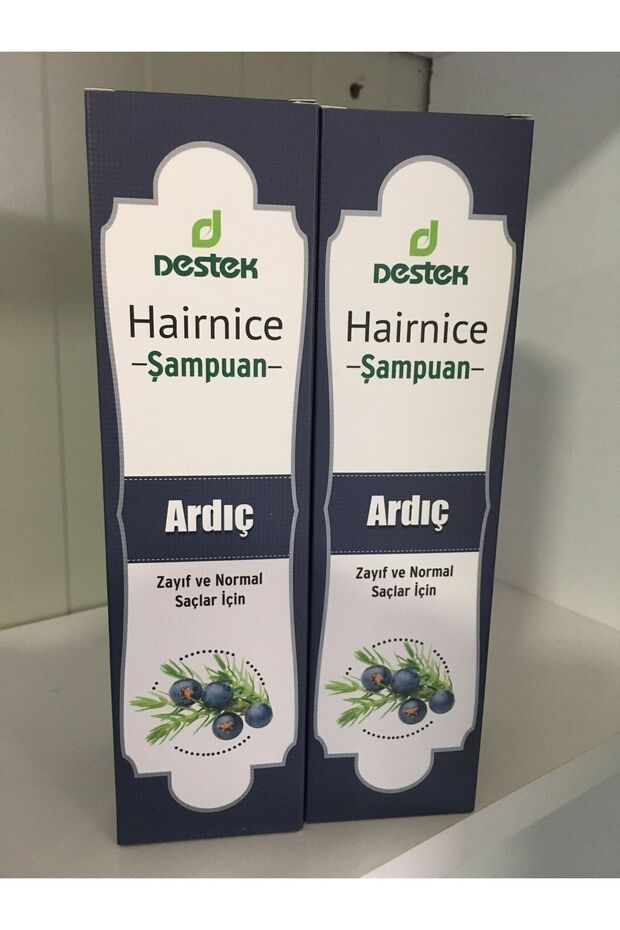 Destek
Hairnice
-Şampuan-
Ardıç
Zayıf ve Normal
Saçlar İçin
Destek
Hairnice
-Şampuan-
Ardıç
Zayıf ve Normal
Saçlar İçin